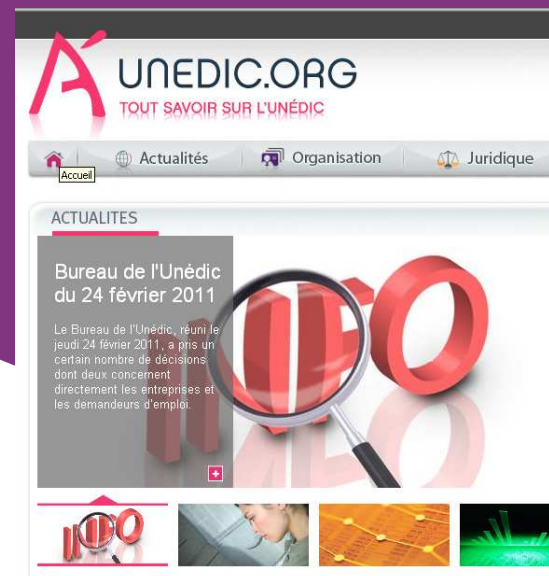 UNEDIC.ORG
TOUT SAVOIR SUR L'UNÉDIC
Actualités
Organisation
Juridique
Accueil
ACTUALITES
Bureau de l'Unédic
du 24 février 2011
Le Bureau de l'Unédic, réuni le
jeudi 24 février 2011, a pris un
certain nombre de décisions
dont deux concernent
directement les entreprises et
les demandeurs d'emploi.
INFO
INFO